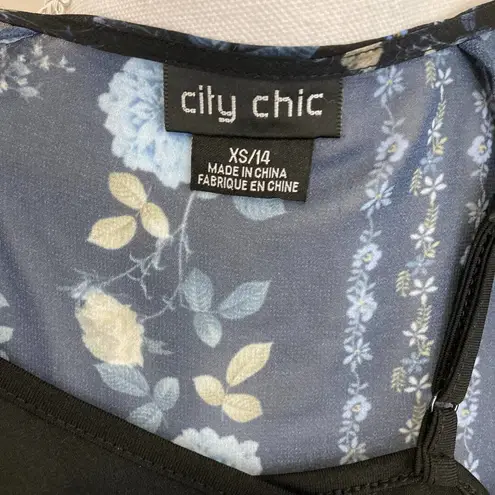 city chic
XS/14
MADE IN CHINA
FABRIQUE EN CHINE